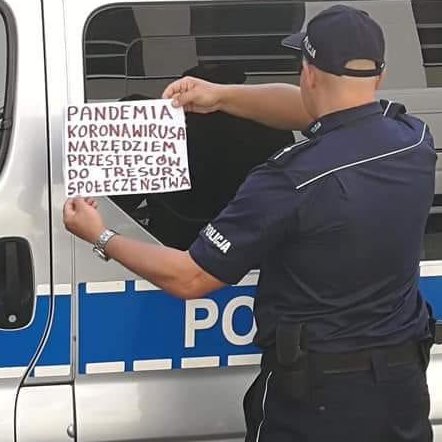 POLICJA
PANDEMIA
KORONAWIRUSA
NARZĘDZIEM
PRZESTĘPCÓW
DO TRESURY
SPOŁECZEŃSTWA
POLICJA
PO